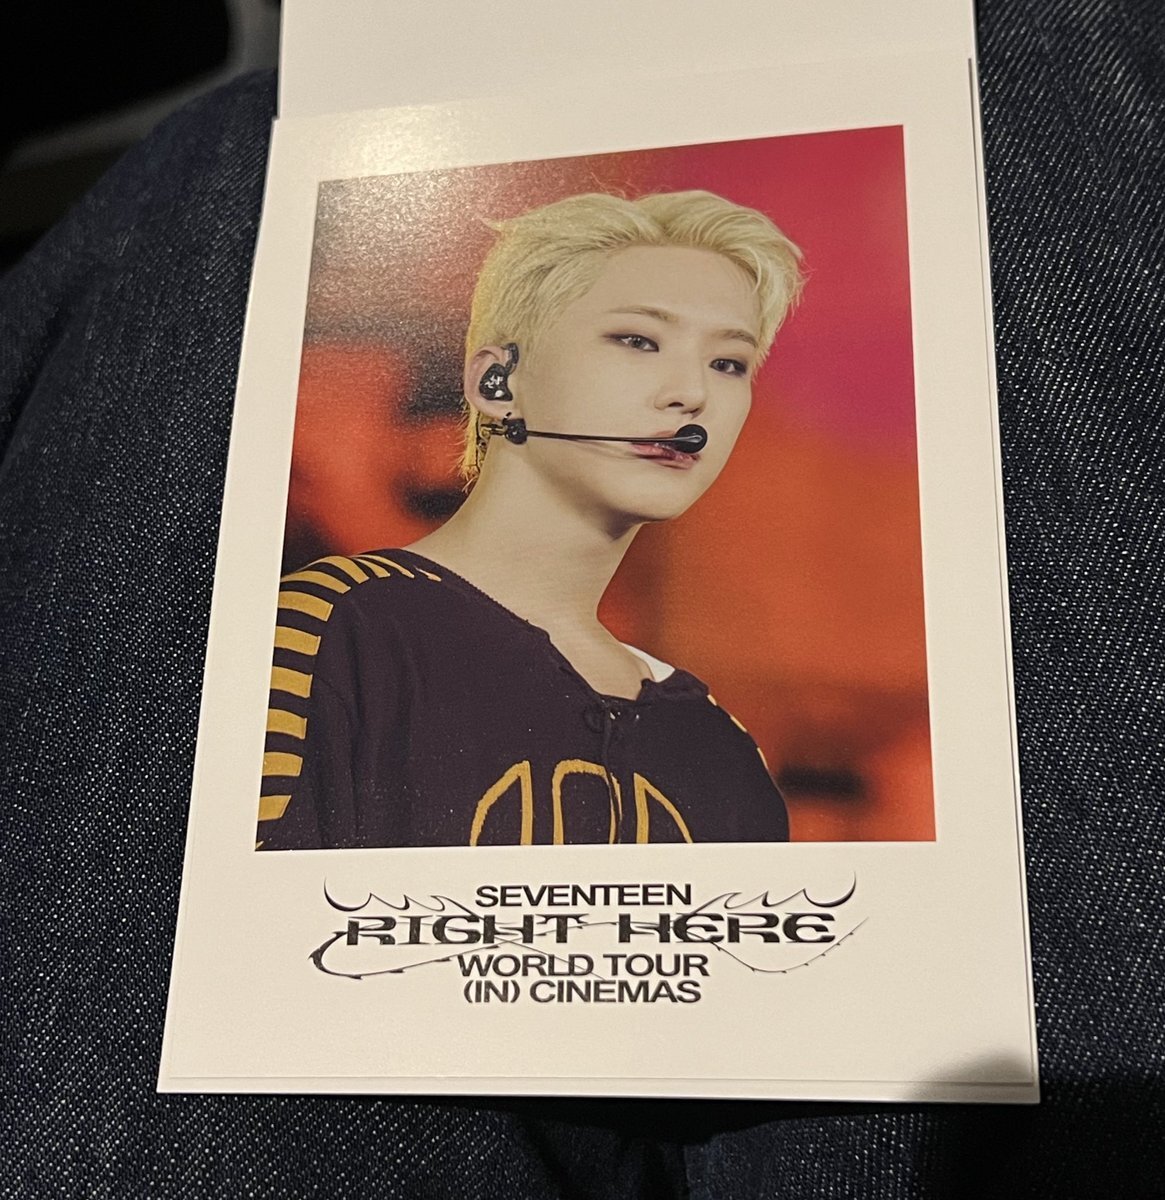 SEVENTEEN
RIGHT HERE
WORLD TOUR
(IN) CINEMAS